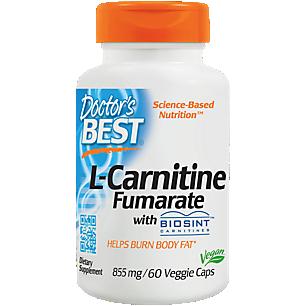 Doctor's
BEST
Science-Based
Nutrition™
L-Carnitine
Fumarate
with BIOSINT
CARNITINES
HELPS BURN BODY FAT*
Dietary
Supplement
Vegan
855 mg/60 Veggie Caps